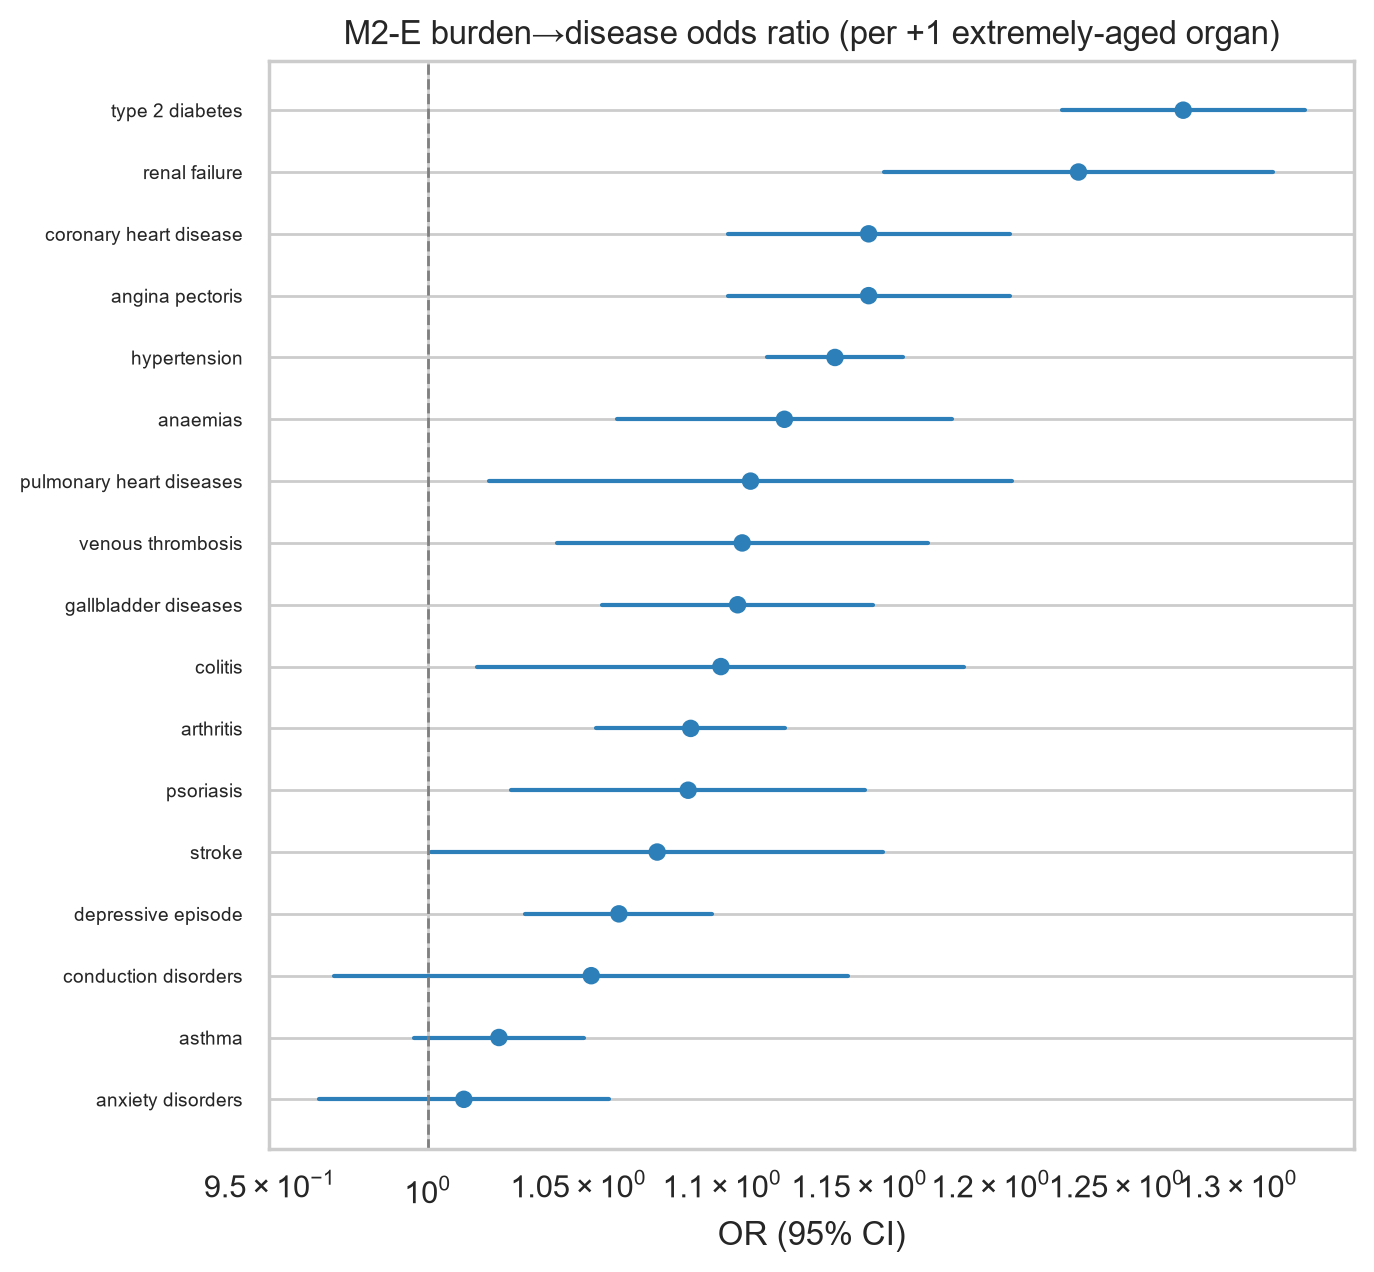 M2-E burden→disease odds ratio (per +1 extremely-aged organ)
type 2 diabetes
renal failure
coronary heart disease
angina pectoris
hypertension
anaemias
pulmonary heart diseases
venous thrombosis
gallbladder diseases
colitis
arthritis
psoriasis
stroke
depressive episode
conduction disorders
asthma
anxiety disorders
9.5 × 10⁻¹ 10⁰ 1.05 × 10⁰ 1.1 × 10⁰ 1.15 × 10⁰ 1.2 × 10⁰ 1.25 × 10⁰ 1.3 × 10⁰
OR (95% CI)